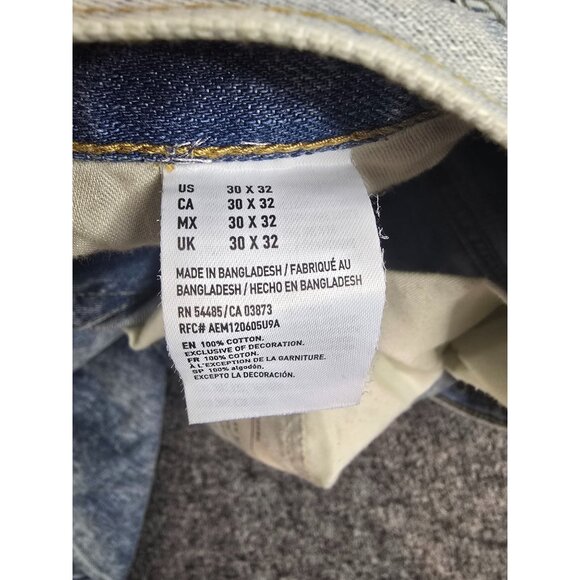 US 30 X 32
CA 30 X 32
MX 30 X 32
UK 30 X 32
MADE IN BANGLADESH / FABRIQUÉ AU
BANGLADESH / HECHO EN BANGLADESH
RN 54485/CA 03873
RFC# AEM120605U9A
EN 100% COTTON.
EXCLUSIVE OF DECORATION.
FR 100% COTON.
À L'EXCEPTION DE LA GARNITURE.
SP 100% algodón.
EXCEPTO LA DECORACIÓN.